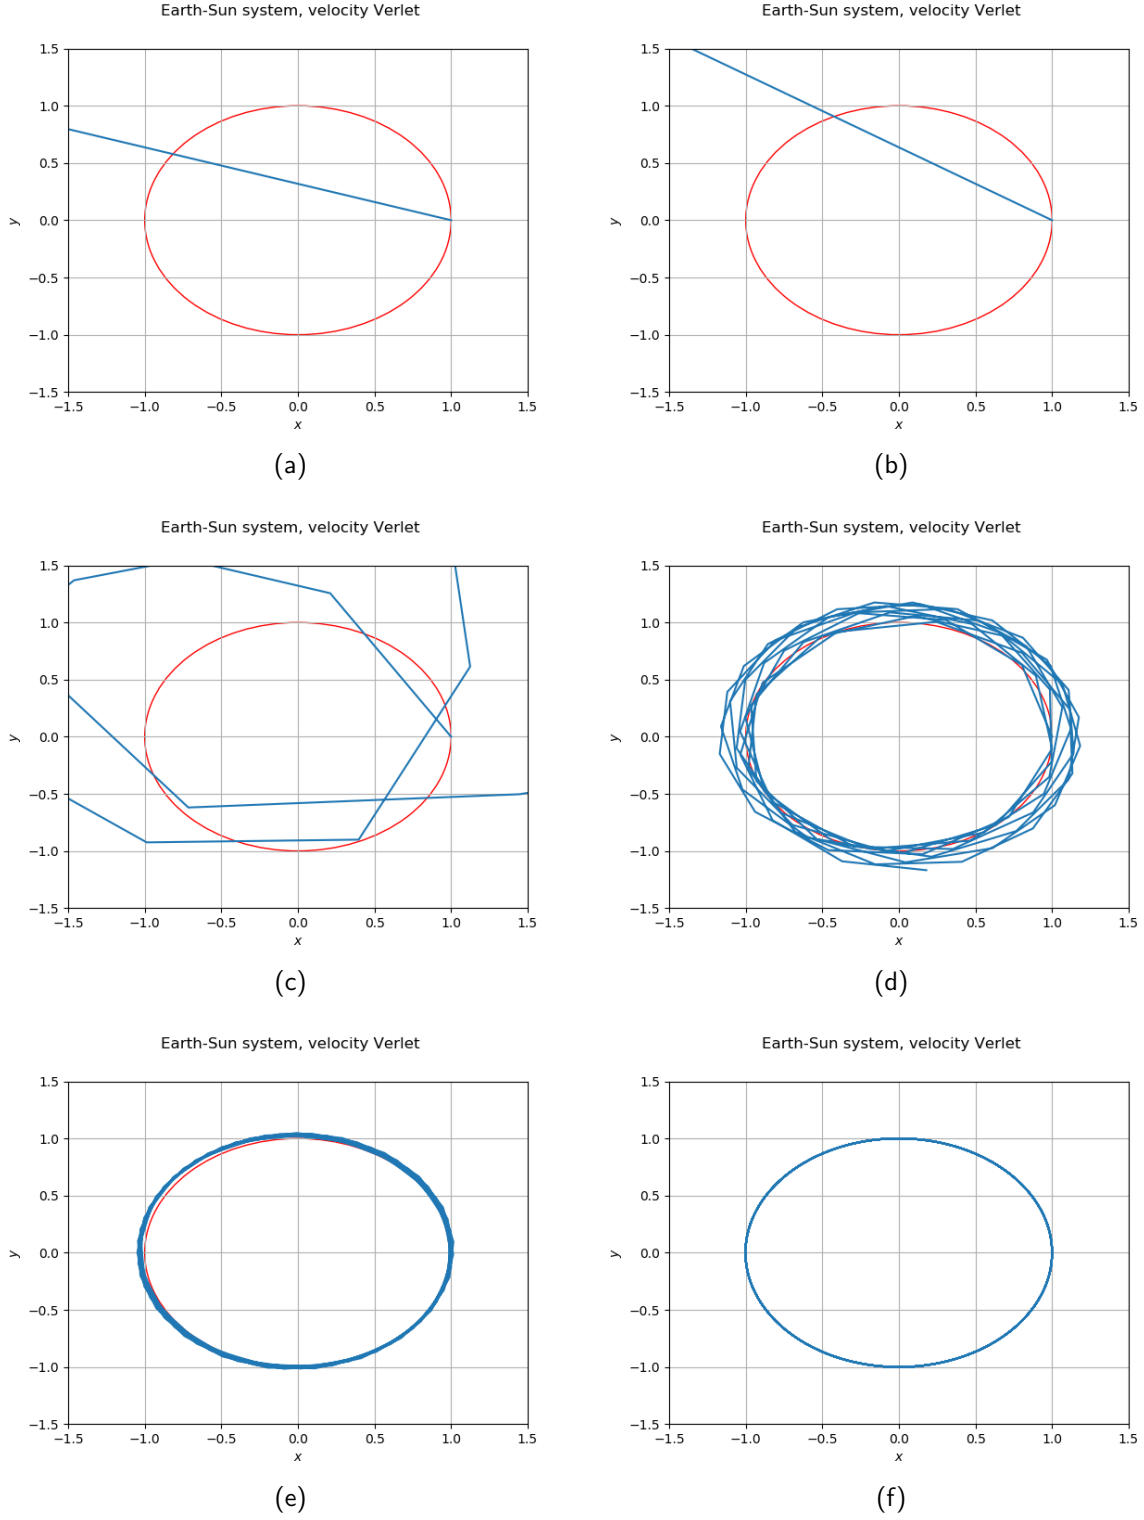 Earth-Sun system, velocity Verlet Earth-Sun system, velocity Verlet
1.5 1.5
1.0 1.0
0.5 0.5
y 0.0 y 0.0
−0.5 −0.5
−1.0 −1.0
−1.5 −1.5
−1.5 −1.0 −0.5 0.0 0.5 1.0 1.5 −1.5 −1.0 −0.5 0.0 0.5 1.0 1.5
x x
(a) (b)
Earth-Sun system, velocity Verlet Earth-Sun system, velocity Verlet
1.5 1.5
1.0 1.0
0.5 0.5
y 0.0 y 0.0
−0.5 −0.5
−1.0 −1.0
−1.5 −1.5
−1.5 −1.0 −0.5 0.0 0.5 1.0 1.5 −1.5 −1.0 −0.5 0.0 0.5 1.0 1.5
x x
(c) (d)
Earth-Sun system, velocity Verlet Earth-Sun system, velocity Verlet
1.5 1.5
1.0 1.0
0.5 0.5
y 0.0 y 0.0
−0.5 −0.5
−1.0 −1.0
−1.5 −1.5
−1.5 −1.0 −0.5 0.0 0.5 1.0 1.5 −1.5 −1.0 −0.5 0.0 0.5 1.0 1.5
x x
(e) (f)